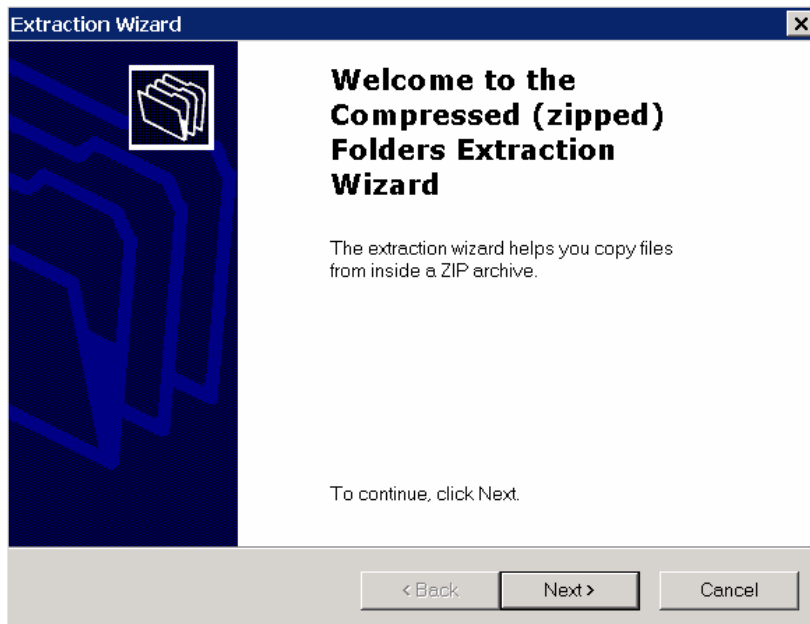 Extraction Wizard
Welcome to the
Compressed (zipped)
Folders Extraction
Wizard
The extraction wizard helps you copy files
from inside a ZIP archive.
To continue, click Next.
< Back
Next >
Cancel